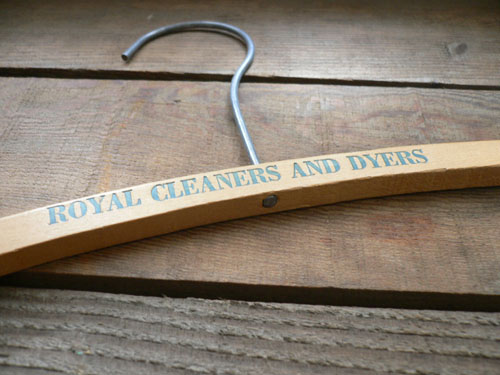 ROYAL CLEANERS AND DYERS